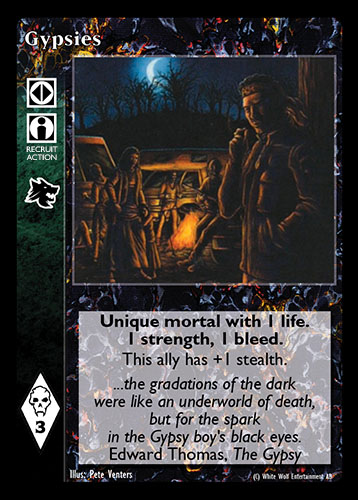 Gypsies
RECRUIT
ACTION
Unique mortal with 1 life.
1 strength, 1 bleed.
This ally has +1 stealth.
...the gradations of the dark
were like an underworld of death,
but for the spark
in the Gypsy boy's black eyes.
Edward Thomas, The Gypsy
3
Illus: Pete Venters
(C) White Wolf Entertainment AB